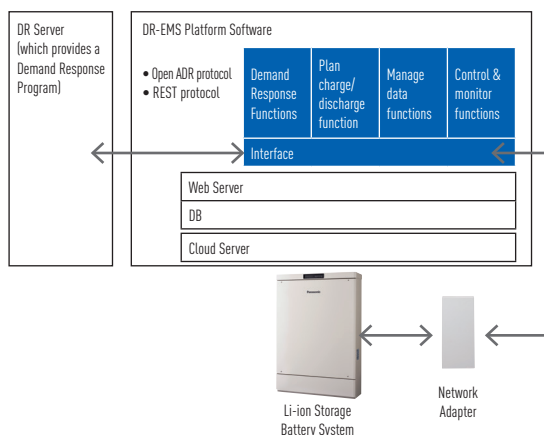 DR Server
(which provides a
Demand Response
Program)
DR-EMS Platform Software
• Open ADR protocol
• REST protocol
Demand
Response
Functions
Plan
charge/
discharge
function
Manage
data
functions
Control &
monitor
functions
Interface
Web Server
DB
Cloud Server
Panasonic
Li-ion Storage
Battery System
Network
Adapter